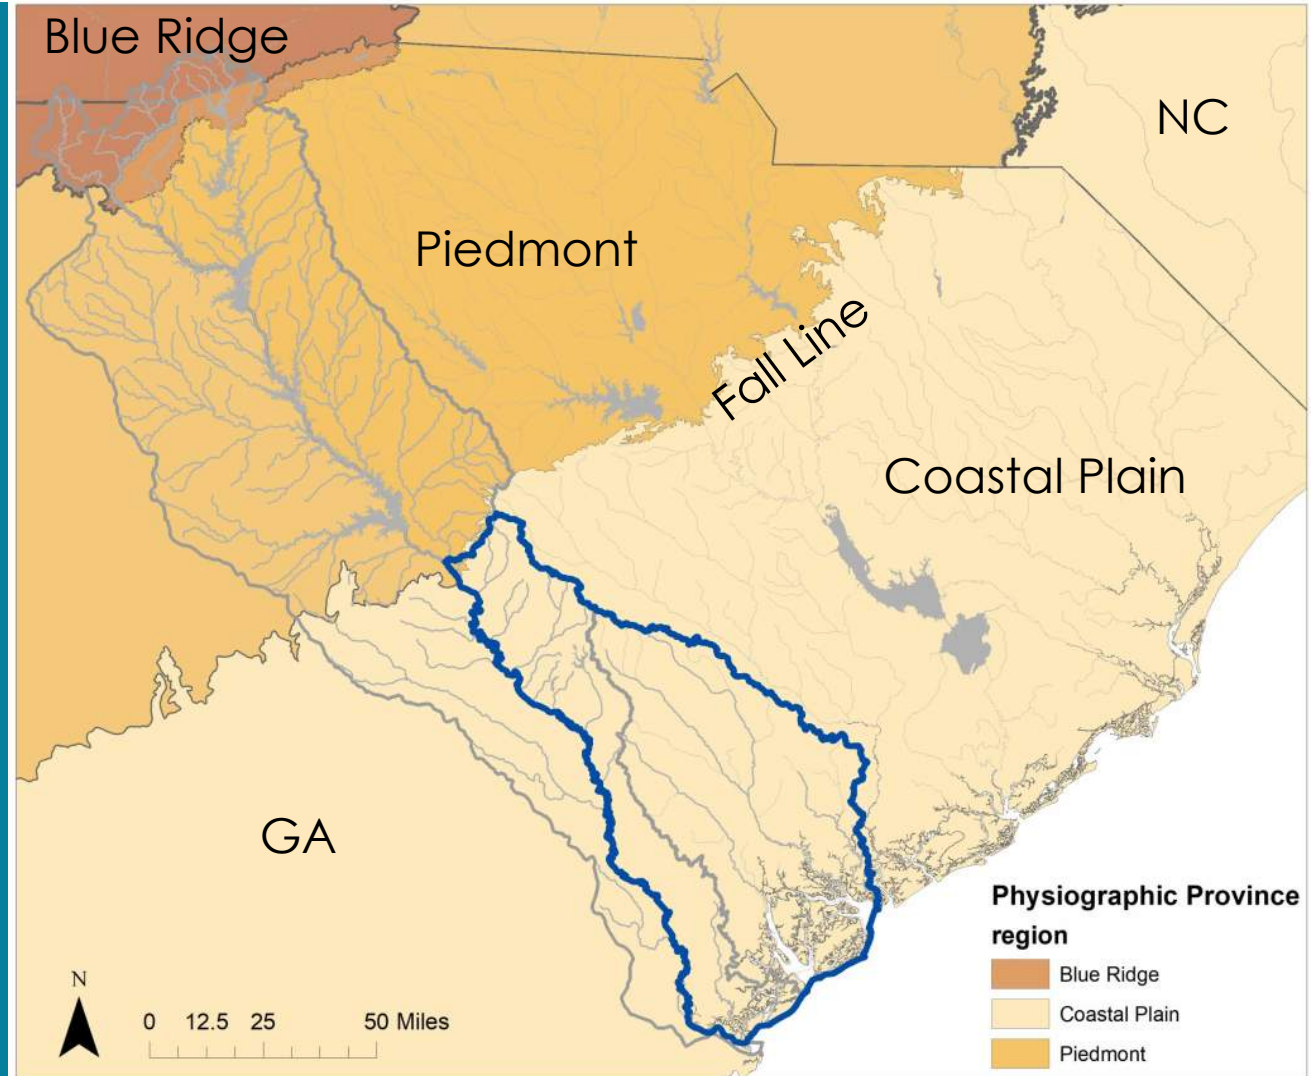 Blue Ridge
NC
Piedmont
Fall Line
Coastal Plain
GA
Physiographic Province
region
Blue Ridge
Coastal Plain
Piedmont
N
0 12.5 25 50 Miles